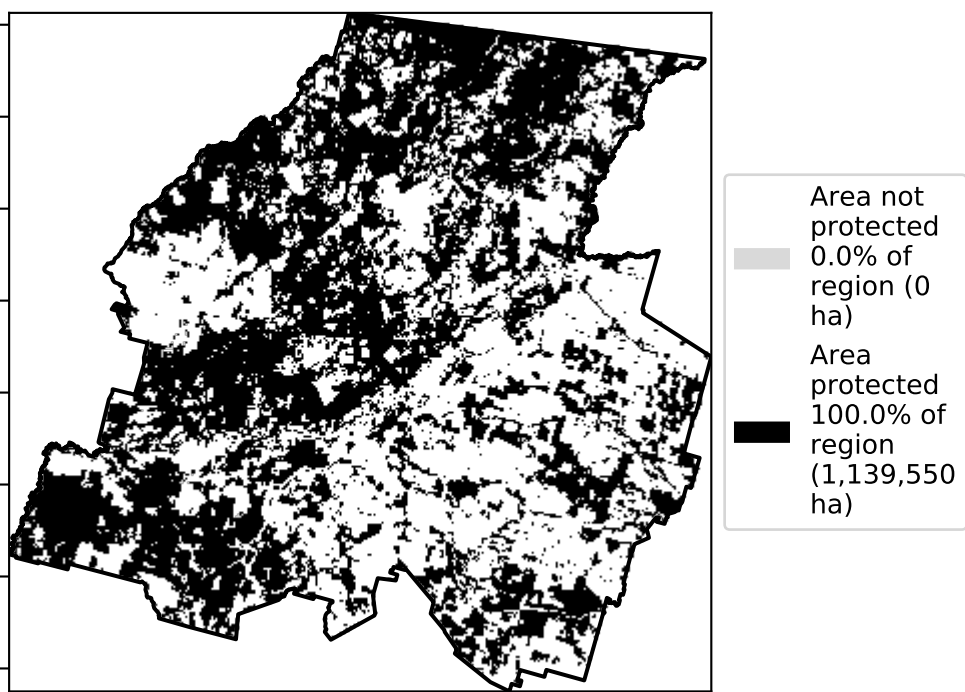 Area not
protected
0.0% of
region (0
ha)
Area
protected
100.0% of
region
(1,139,550
ha)